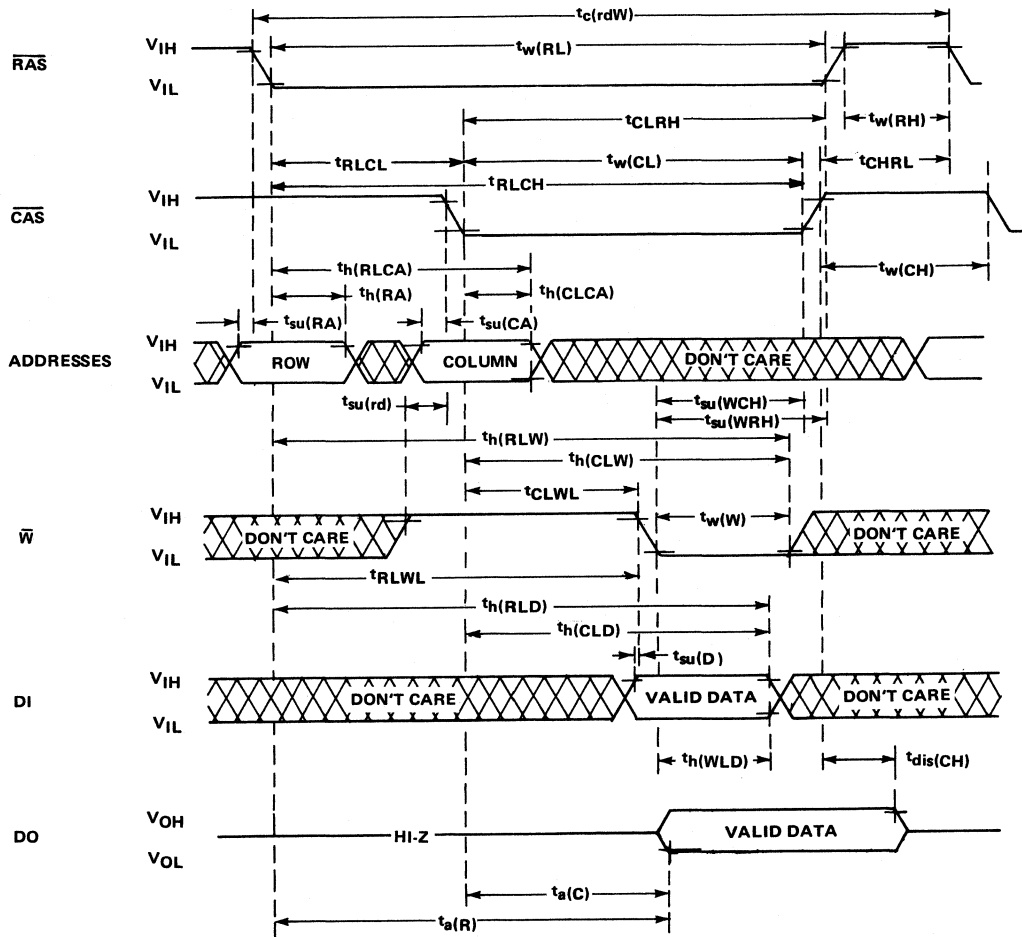 tc(rdW)
RAS
VIH
tw(RL)
VIL
tCLRH
tw(RH)
tRLCL
tw(CL)
tCHRL
tRLCH
CAS
VIH
VIL
th(RLCA)
tw(CH)
th(RA)
th(CLCA)
tsu(RA)
tsu(CA)
ADDRESSES
VIH
ROW
COLUMN
DON'T CARE
VIL
tsu(rd)
tsu(WCH)
tsu(WRH)
th(RLW)
th(CLW)
tCLWL
W
VIH
tw(W)
DON'T CARE
DON'T CARE
VIL
tRLWL
th(RLD)
th(CLD)
tsu(D)
DI
VIH
DON'T CARE
VALID DATA
DON'T CARE
VIL
th(WLD)
tdis(CH)
DO
VOH
HI-Z
VALID DATA
VOL
ta(C)
ta(R)